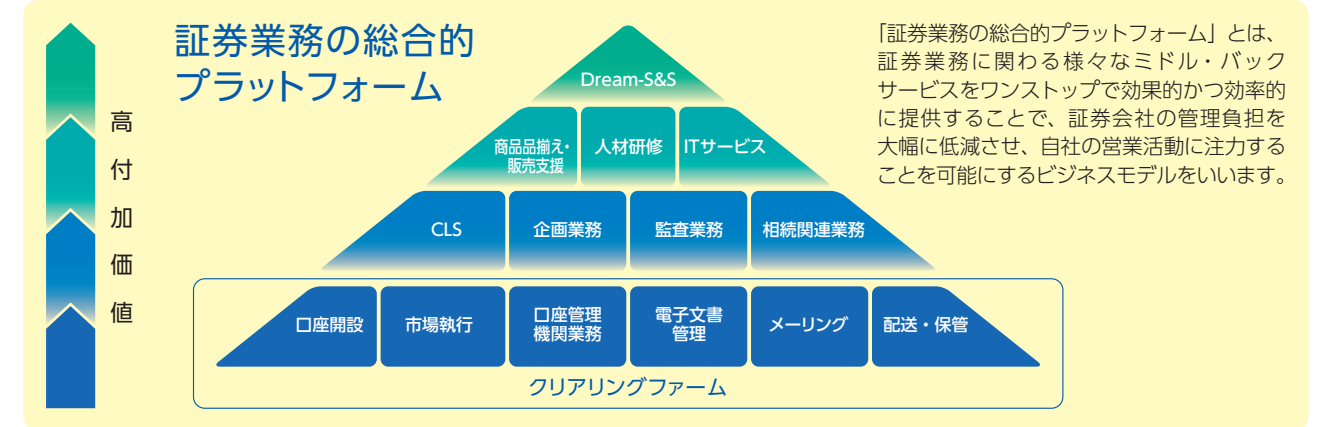 証券業務の総合的
プラットフォーム
「証券業務の総合的プラットフォーム」とは、
証券業務に関わる様々なミドル・バック
サービスをワンストップで効果的かつ効率的
に提供することで、証券会社の管理負担を
大幅に低減させ、自社の営業活動に注力する
ことを可能にするビジネスモデルをいいます。
高
付
加
価
値
Dream-S&S
商品品揃え・
販売支援
人材研修
ITサービス
CLS
企画業務
監査業務
相続関連業務
口座開設
市場執行
口座管理
機関業務
電子文書
管理
メーリング
配送・保管
クリアリングファーム